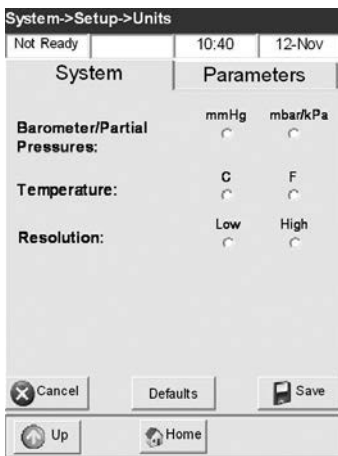 System->Setup->Units
Not Ready 10:40 12-Nov
System Parameters
mmHg mbar/kPa
Barometer/Partial
Pressures:
C F
Temperature:
Low High
Resolution:
Cancel Defaults Save
Up Home